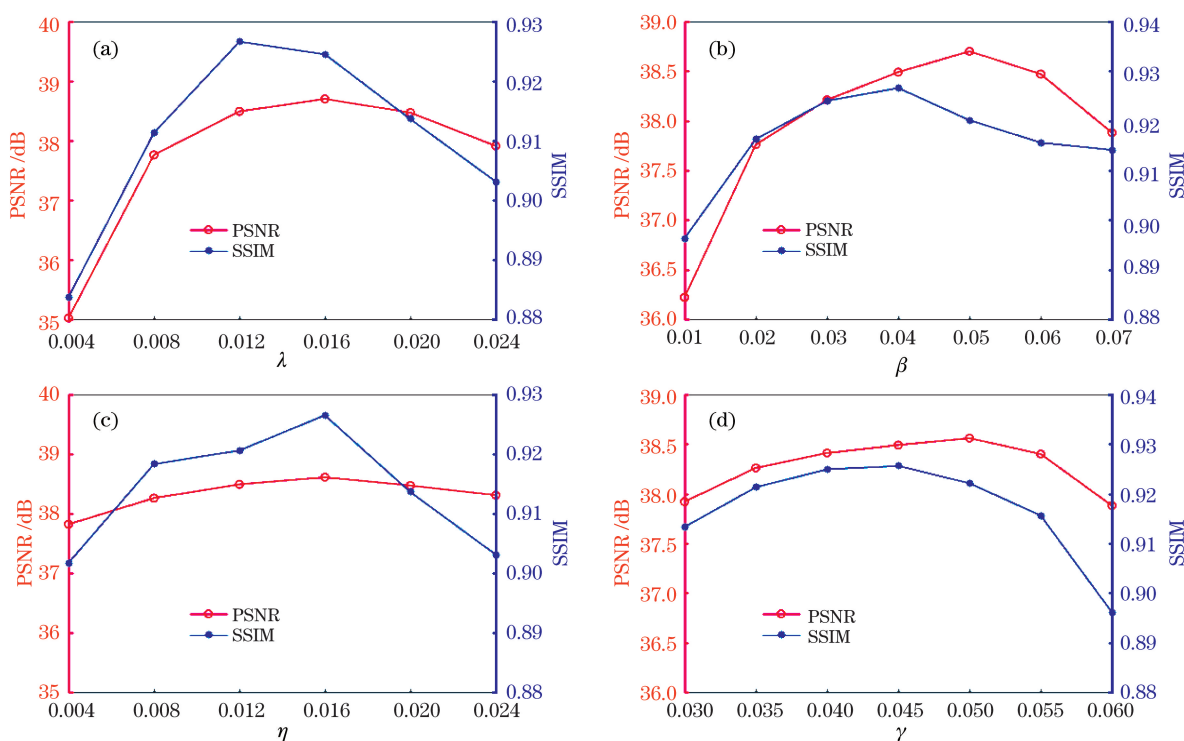 (a)
PSNR/dB
40
39
38
37
36
35
0.93
0.92
0.91
0.90
0.89
0.88
SSIM
PSNR
SSIM
0.004 0.008 0.012 0.016 0.020 0.024
λ
(b)
PSNR/dB
39.0
38.5
38.0
37.5
37.0
36.5
36.0
0.94
0.93
0.92
0.91
0.90
0.89
0.88
SSIM
PSNR
SSIM
0.01 0.02 0.03 0.04 0.05 0.06 0.07
β
(c)
PSNR/dB
40
39
38
37
36
35
0.93
0.92
0.91
0.90
0.89
0.88
SSIM
PSNR
SSIM
0.004 0.008 0.012 0.016 0.020 0.024
η
(d)
PSNR/dB
39.0
38.5
38.0
37.5
37.0
36.5
36.0
0.94
0.93
0.92
0.91
0.90
0.89
0.88
SSIM
PSNR
SSIM
0.030 0.035 0.040 0.045 0.050 0.055 0.060
γ